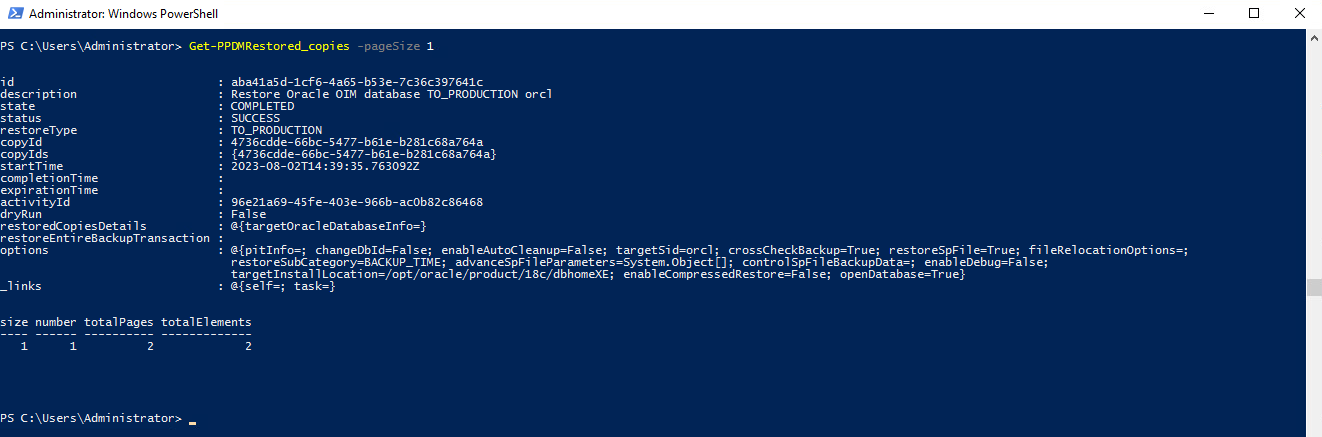 Administrator: Windows PowerShell
PS C:\Users\Administrator> Get-PPDMRestored_copies -pageSize 1
id : aba41a5d-1cf6-4a65-b53e-7c36c397641c
description : Restore Oracle OIM database TO_PRODUCTION orcl
state : COMPLETED
status : SUCCESS
restoreType : TO_PRODUCTION
copyId : 4736cdde-66bc-5477-b61e-b281c68a764a
copyIds : {4736cdde-66bc-5477-b61e-b281c68a764a}
startTime : 2023-08-02T14:39:35.763092Z
completionTime :
expirationTime :
activityId : 96e21a69-45fe-403e-966b-ac0b82c86468
dryRun : False
restoredCopiesDetails : @{targetOracleDatabaseInfo=}
restoreEntireBackupTransaction :
options : @{pitInfo=; changeDbId=False; enableAutoCleanup=False; targetSid=orcl; crossCheckBackup=True; restoreSpFile=True; fileRelocationOptions=;
restoreSubCategory=BACKUP_TIME; advanceSpFileParameters=System.Object[]; controlSpFileBackupData=; enableDebug=False;
targetInstallLocation=/opt/oracle/product/18c/dbhomeXE; enableCompressedRestore=False; openDatabase=True}
_links : @{self=; task=}
size number totalPages totalElements
---- ------ ---------- -------------
1 1 2 2
PS C:\Users\Administrator> _